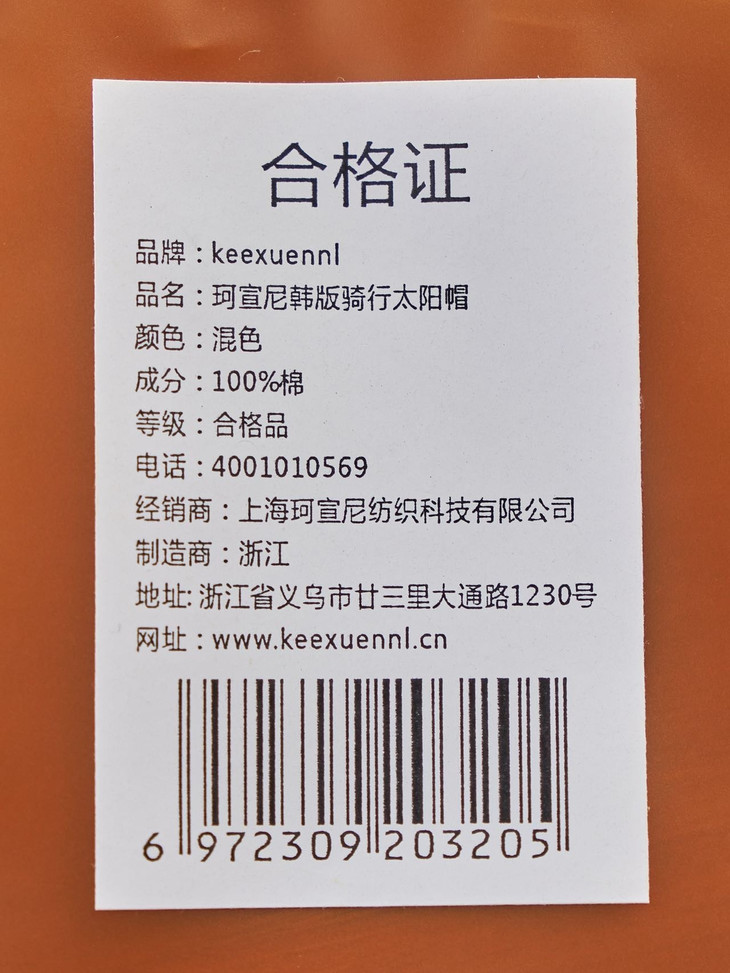 合格证
品牌：keexuennl
品名：珂宣尼韩版骑行太阳帽
颜色：混色
成分：100%棉
等级：合格品
电话：4001010569
经销商：上海珂宣尼纺织科技有限公司
制造商：浙江
地址: 浙江省义乌市廿三里大通路1230号
网址：www.keexuennl.cn
6 972309 203205